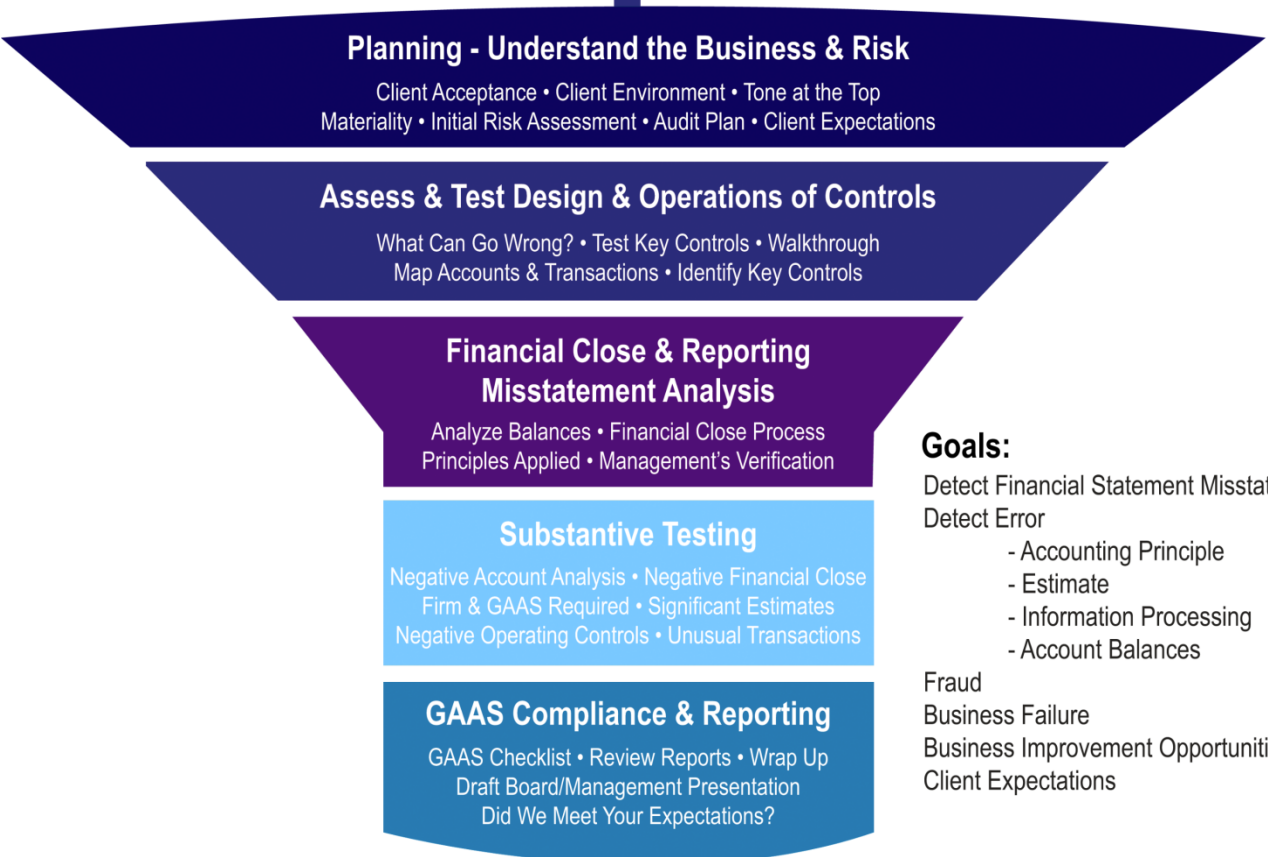 Planning - Understand the Business & Risk
Client Acceptance • Client Environment • Tone at the Top
Materiality • Initial Risk Assessment • Audit Plan • Client Expectations
Assess & Test Design & Operations of Controls
What Can Go Wrong? • Test Key Controls • Walkthrough
Map Accounts & Transactions • Identify Key Controls
Financial Close & Reporting
Misstatement Analysis
Analyze Balances • Financial Close Process
Principles Applied • Management’s Verification
Substantive Testing
Negative Account Analysis • Negative Financial Close
Firm & GAAS Required • Significant Estimates
Negative Operating Controls • Unusual Transactions
GAAS Compliance & Reporting
GAAS Checklist • Review Reports • Wrap Up
Draft Board/Management Presentation
Did We Meet Your Expectations?
Goals:
Detect Financial Statement
Detect Error
- Accounting Principle
- Estimate
- Information Processing
- Account Balances
Fraud
Business Failure
Business Improvement
Client Expectations